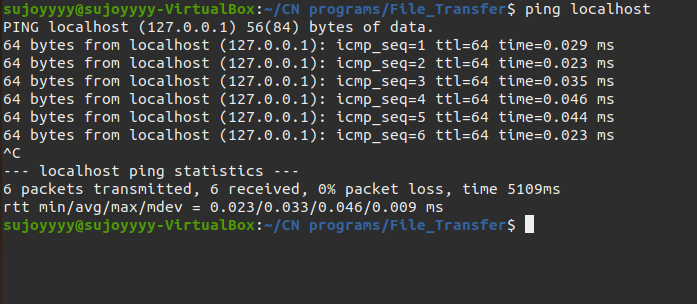 sujoyyyy@sujoyyyy-VirtualBox:~/CN programs/File_Transfer$ ping localhost
PING localhost (127.0.0.1) 56(84) bytes of data.
64 bytes from localhost (127.0.0.1): icmp_seq=1 ttl=64 time=0.029 ms
64 bytes from localhost (127.0.0.1): icmp_seq=2 ttl=64 time=0.023 ms
64 bytes from localhost (127.0.0.1): icmp_seq=3 ttl=64 time=0.035 ms
64 bytes from localhost (127.0.0.1): icmp_seq=4 ttl=64 time=0.046 ms
64 bytes from localhost (127.0.0.1): icmp_seq=5 ttl=64 time=0.044 ms
64 bytes from localhost (127.0.0.1): icmp_seq=6 ttl=64 time=0.023 ms
^C
--- localhost ping statistics ---
6 packets transmitted, 6 received, 0% packet loss, time 5109ms
rtt min/avg/max/mdev = 0.023/0.033/0.046/0.009 ms
sujoyyyy@sujoyyyy-VirtualBox:~/CN programs/File_Transfer$